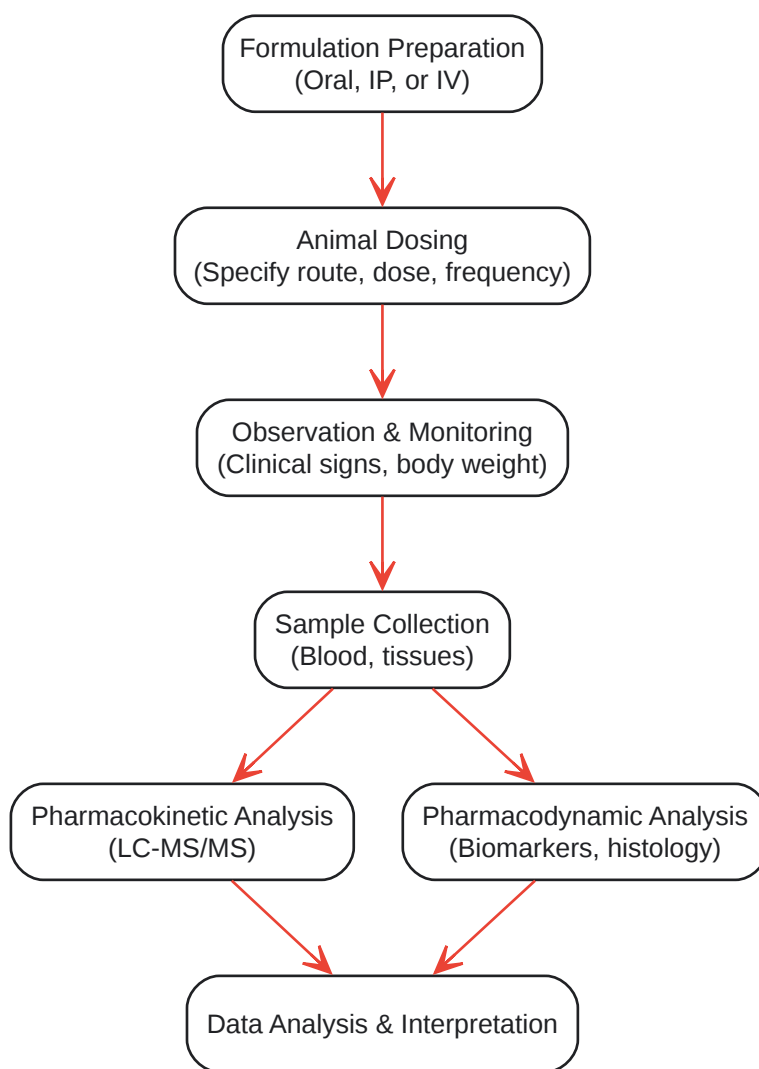 Formulation Preparation
(Oral, IP, or IV)
Animal Dosing
(Specify route, dose, frequency)
Observation & Monitoring
(Clinical signs, body weight)
Sample Collection
(Blood, tissues)
Pharmacokinetic Analysis
(LC-MS/MS)
Pharmacodynamic Analysis
(Biomarkers, histology)
Data Analysis & Interpretation